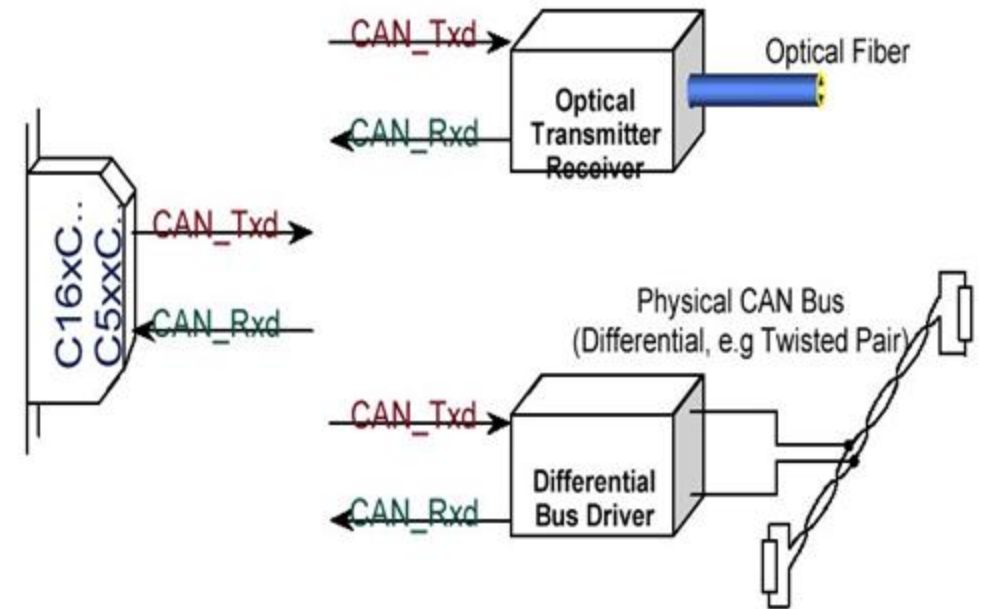 CAN_Txd
Optical Fiber
Optical
Transmitter
Receiver
CAN_Rxd
C16xC..
C5xxC..
CAN_Txd
CAN_Rxd
Physical CAN Bus
(Differential, e.g Twisted Pair)
CAN_Txd
Differential
Bus Driver
CAN_Rxd